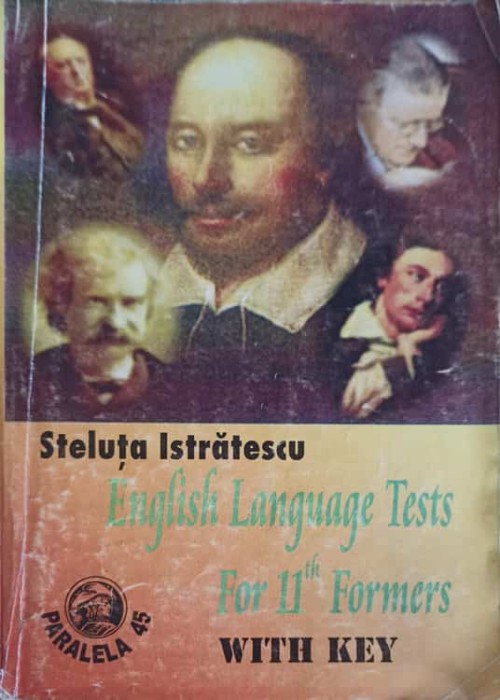 Steluța Istrătescu
English Language Tests
For 11th Formers
WITH KEY
PARALELA 45